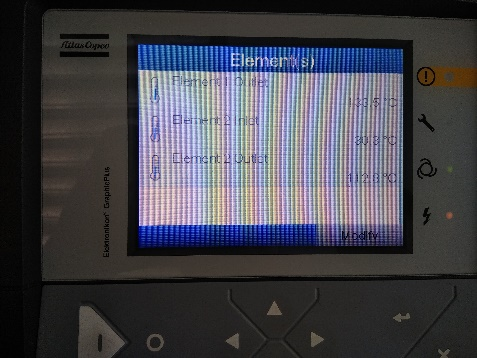 Atlas Copco
Element(s)
Element 1 Outlet
°C
Element 2 Inlet
°C
Element 2 Outlet
°C
Modify
Elektronikon® GraphicPlus